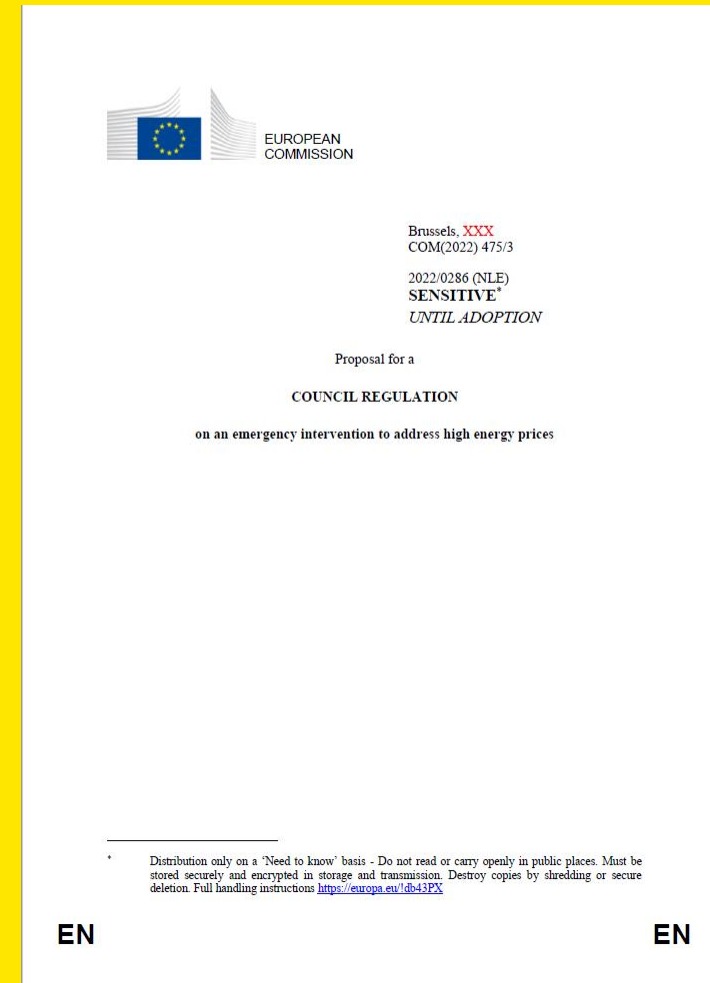 EUROPEAN
COMMISSION
Brussels, XXX
COM(2022) 475/3
2022/0286 (NLE)
SENSITIVE*
UNTIL ADOPTION
Proposal for a
COUNCIL REGULATION
on an emergency intervention to address high energy prices
* Distribution only on a ‘Need to know’ basis - Do not read or carry openly in public places. Must be
stored securely and encrypted in storage and transmission. Destroy copies by shredding or secure
deletion. Full handling instructions https://europa.eu/!db43PX
EN EN